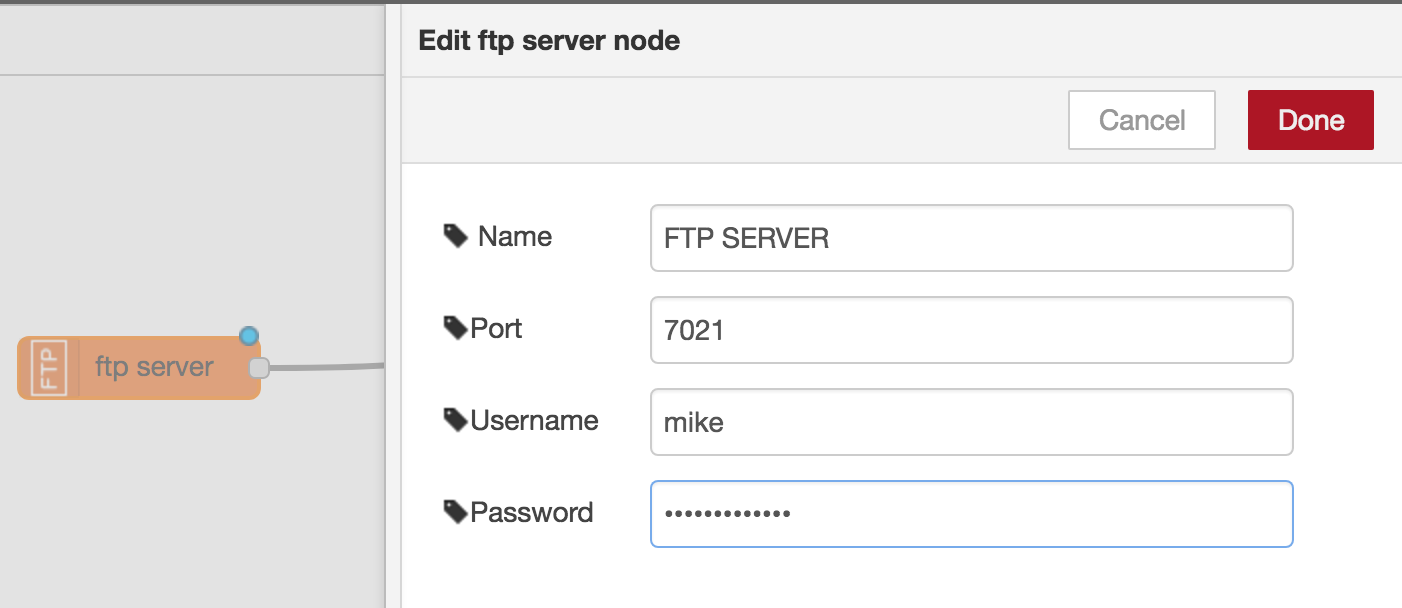 Edit ftp server node
Cancel Done
Name FTP SERVER
Port 7021
FTP ftp server
Username mike
Password •••••••••••••